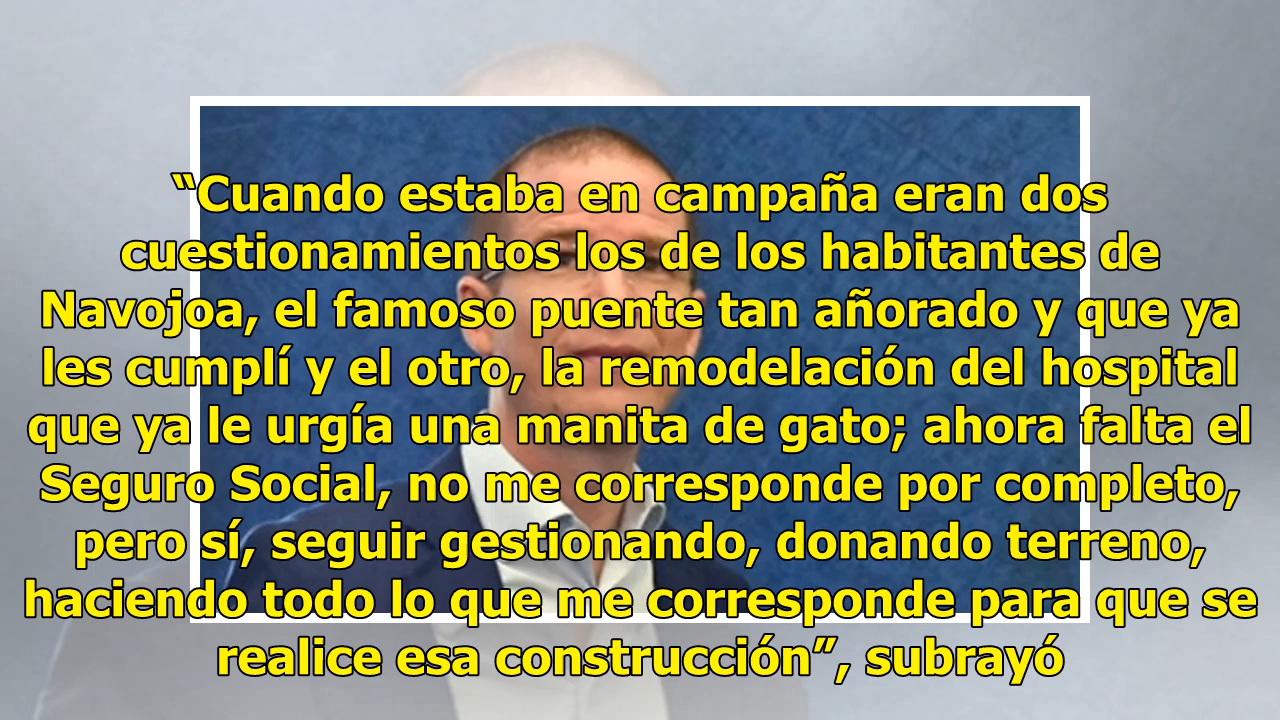 “Cuando estaba en campaña eran dos
cuestionamientos los de los habitantes de
Navojoa, el famoso puente tan añorado y que ya
les cumplí y el otro, la remodelación del hospital
que ya le urgía una manita de gato; ahora falta el
Seguro Social, no me corresponde por completo,
pero sí, seguir gestionando, donando terreno,
haciendo todo lo que me corresponde para que se
realice esa construcción”, subrayó